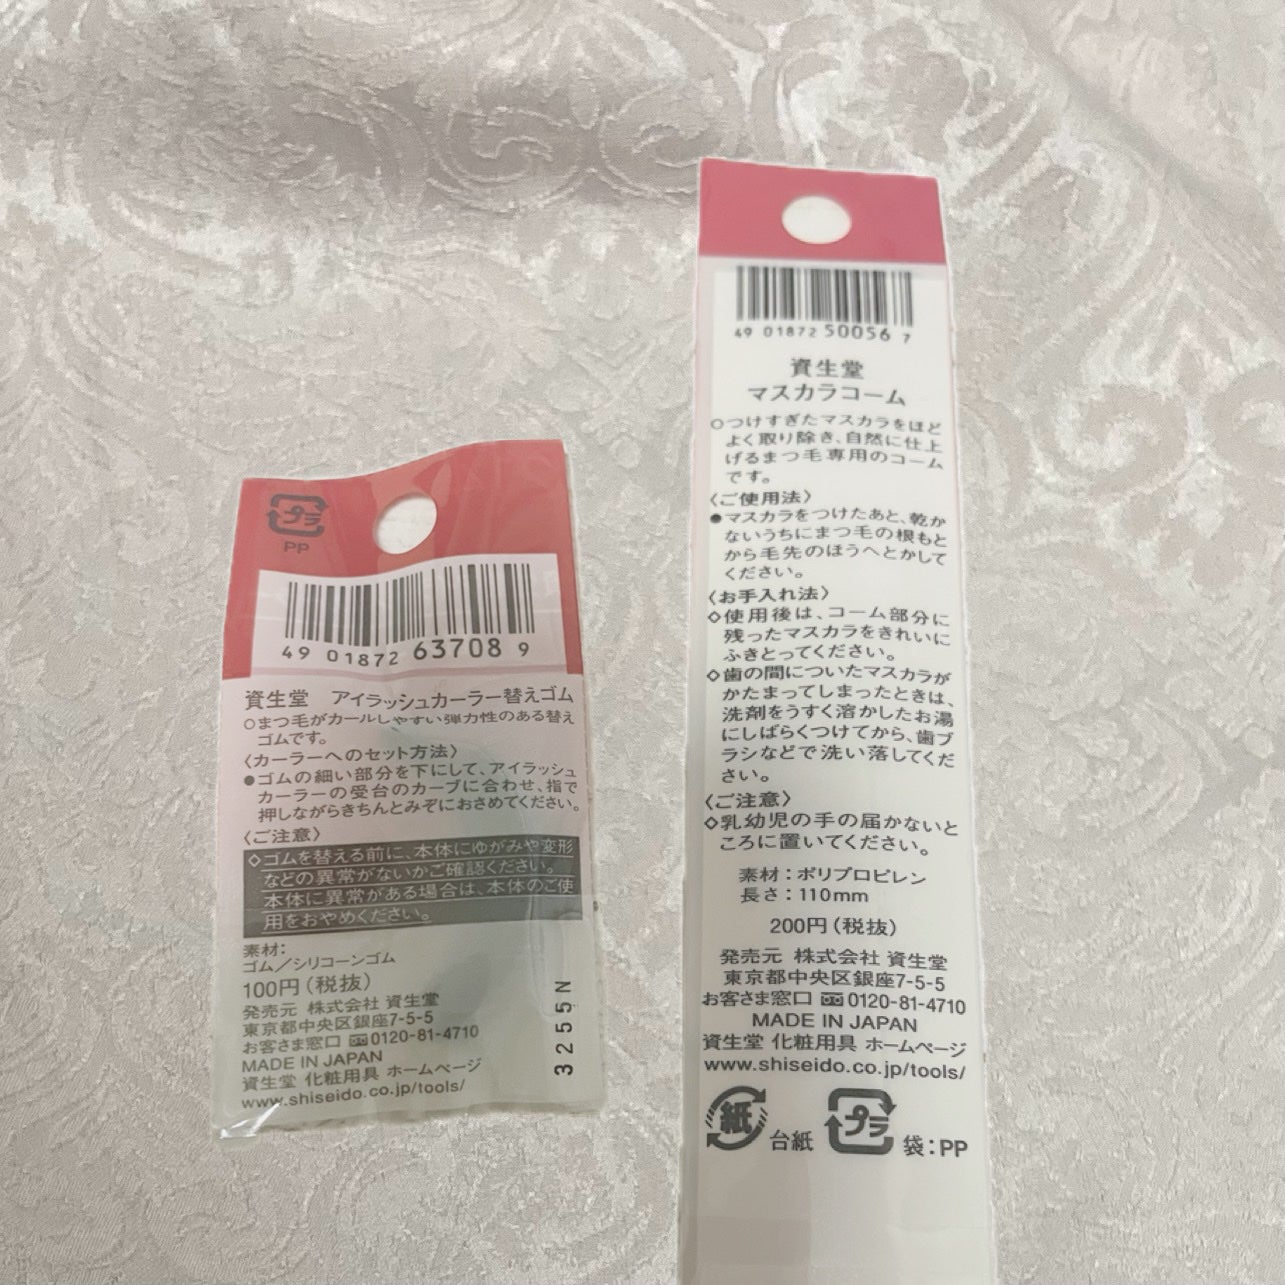 プラ
PP
49 01872 63708 9
資生堂 アイラッシュカーラー替えゴム
○まつ毛がカールしやすい弾力性のある替え
ゴムです。
〈カーラーへのセット方法〉
●ゴムの細い部分を下にして、アイラッシュ
カーラーの受台のカーブに合わせ、指で
押しながらきちんとみぞにおさめてください。
〈ご注意〉
◇ゴムを替える前に、本体にゆがみや変形
などの異常がないかご確認ください。
本体に異常がある場合は、本体のご使
用をおやめください。
素材:
ゴム/シリコーンゴム
100円(税抜)
発売元 株式会社 資生堂
東京都中央区銀座7-5-5
お客さま窓口 0120-81-4710
MADE IN JAPAN
資生堂 化粧用具 ホームページ
www.shiseido.co.jp/tools/
3255N
49 01872 50056 7
資生堂
マスカラコーム
○つけすぎたマスカラをほど
よく取り除き、自然に仕上
げるまつ毛専用のコーム
です。
〈ご使用法〉
●マスカラをつけたあと、乾か
ないうちにまつ毛の根もと
から毛先のほうへとかして
ください。
〈お手入れ法〉
◇使用後は、コーム部分に
残ったマスカラをきれいに
ふきとってください。
◇歯の間についたマスカラが
かたまってしまったときは、
洗剤をうすく溶かしたお湯
にしばらくつけてから、歯ブ
ラシなどで洗い落してくだ
さい。
〈ご注意〉
◇乳幼児の手の届かないと
ころに置いてください。
素材:ポリプロピレン
長さ:110mm
200円(税抜)
発売元 株式会社 資生堂
東京都中央区銀座7-5-5
お客さま窓口 0120-81-4710
MADE IN JAPAN
資生堂 化粧用具 ホームページ
www.shiseido.co.jp/tools/
紙 台紙 プラ 袋:PP